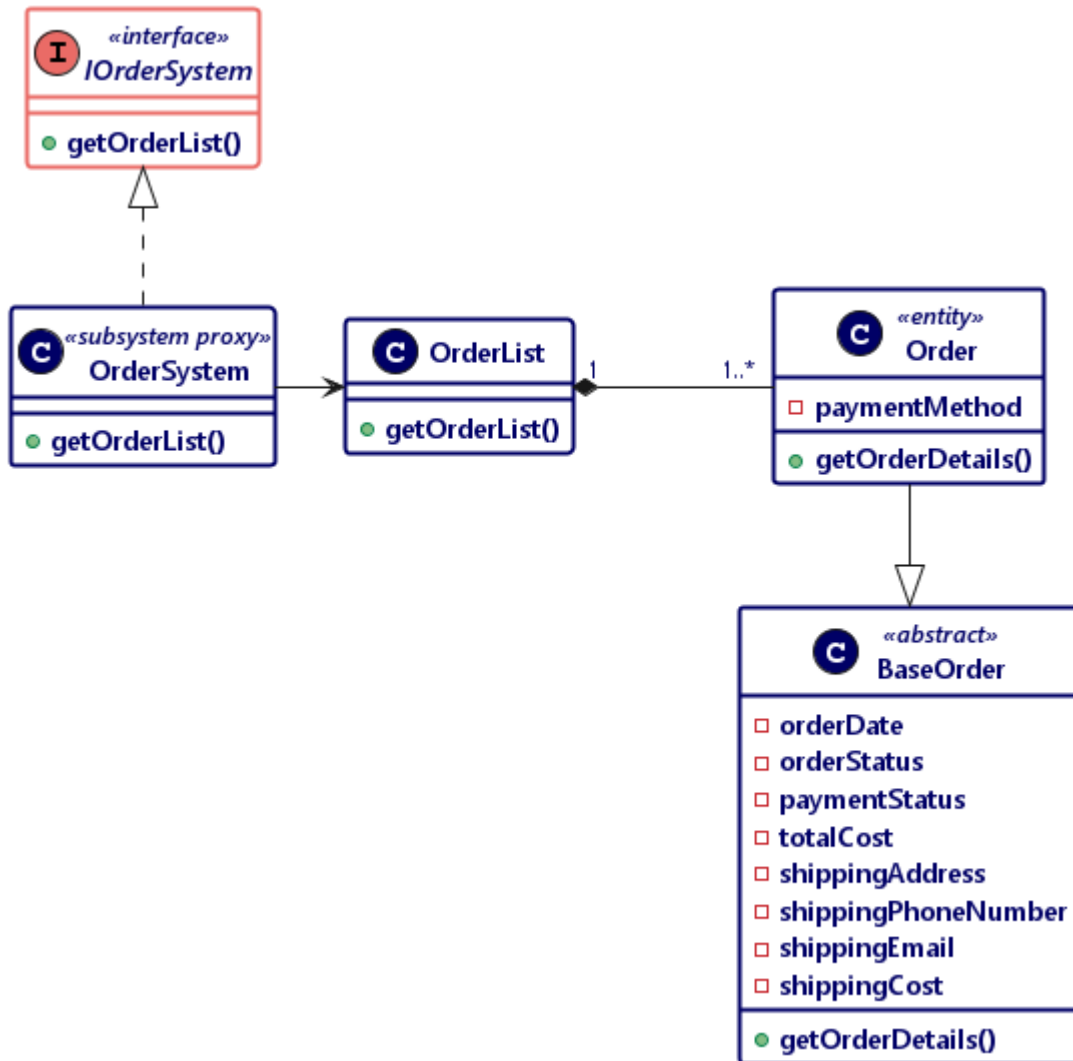 I
«interface»
IOrderSystem
getOrderList()
C
«subsystem proxy»
OrderSystem
getOrderList()
C
OrderList
getOrderList()
1
1..*
C
«entity»
Order
paymentMethod
getOrderDetails()
C
«abstract»
BaseOrder
orderDate
orderStatus
paymentStatus
totalCost
shippingAddress
shippingPhoneNumber
shippingEmail
shippingCost
getOrderDetails()